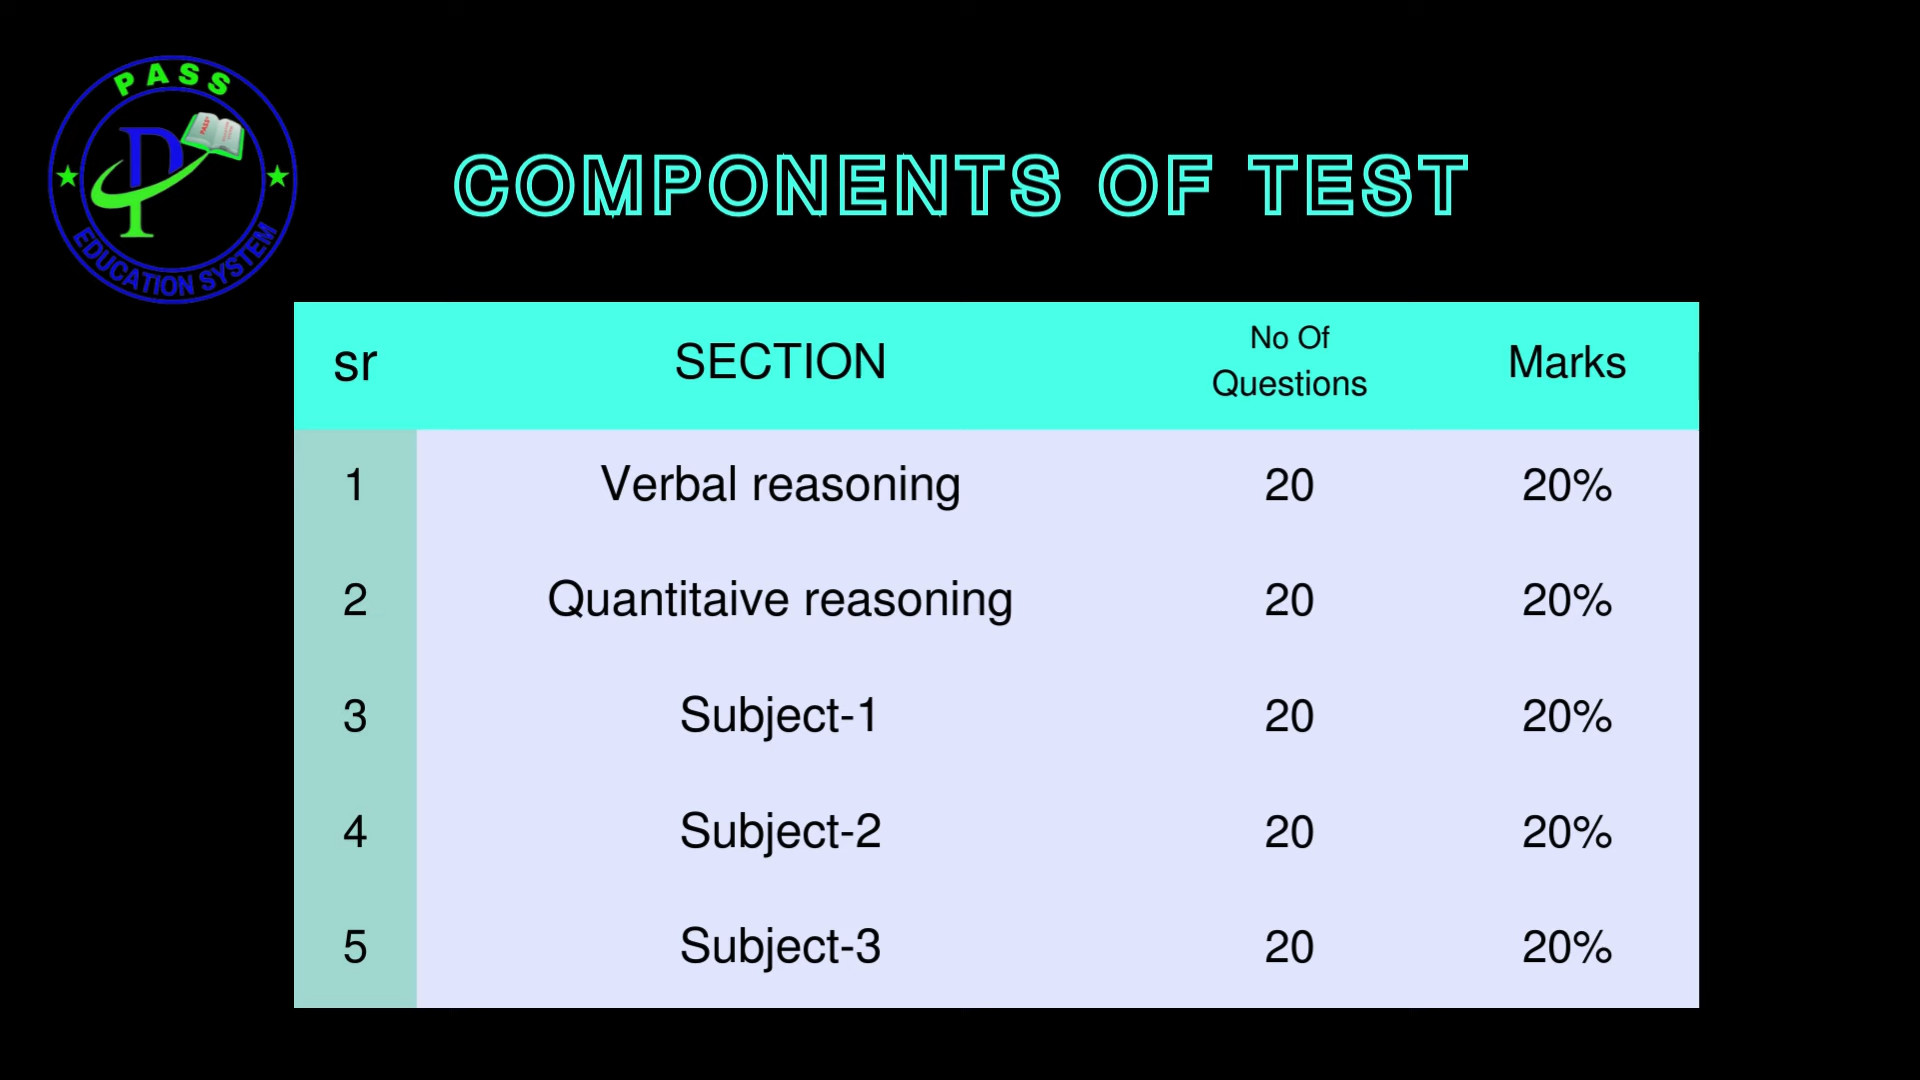 PASS
EDUCATION SYSTEM
COMPONENTS OF TEST
sr SECTION No Of Questions Marks
1 Verbal reasoning 20 20%
2 Quantitaive reasoning 20 20%
3 Subject-1 20 20%
4 Subject-2 20 20%
5 Subject-3 20 20%